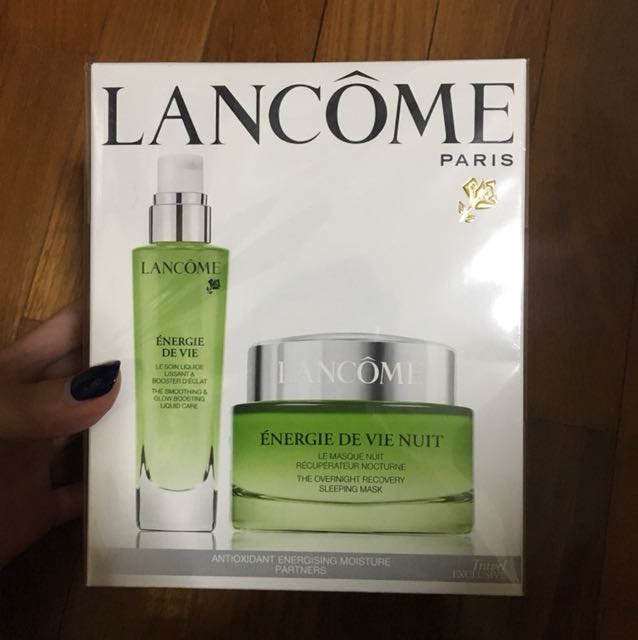 LANCÔME
PARIS
LANCÔME
ÉNERGIE
DE VIE
LE SOIN LIQUIDE
LISSANT &
BOOSTER D'ÉCLAT
THE SMOOTHING &
GLOW BOOSTING
LIQUID CARE
LANCÔME
ÉNERGIE DE VIE NUIT
LE MASQUE NUIT
RÉCUPÉRATEUR NOCTURNE
THE OVERNIGHT RECOVERY
SLEEPING MASK
ANTIOXIDANT ENERGISING MOISTURE
PARTNERS
Travel
EXCLUSIVE